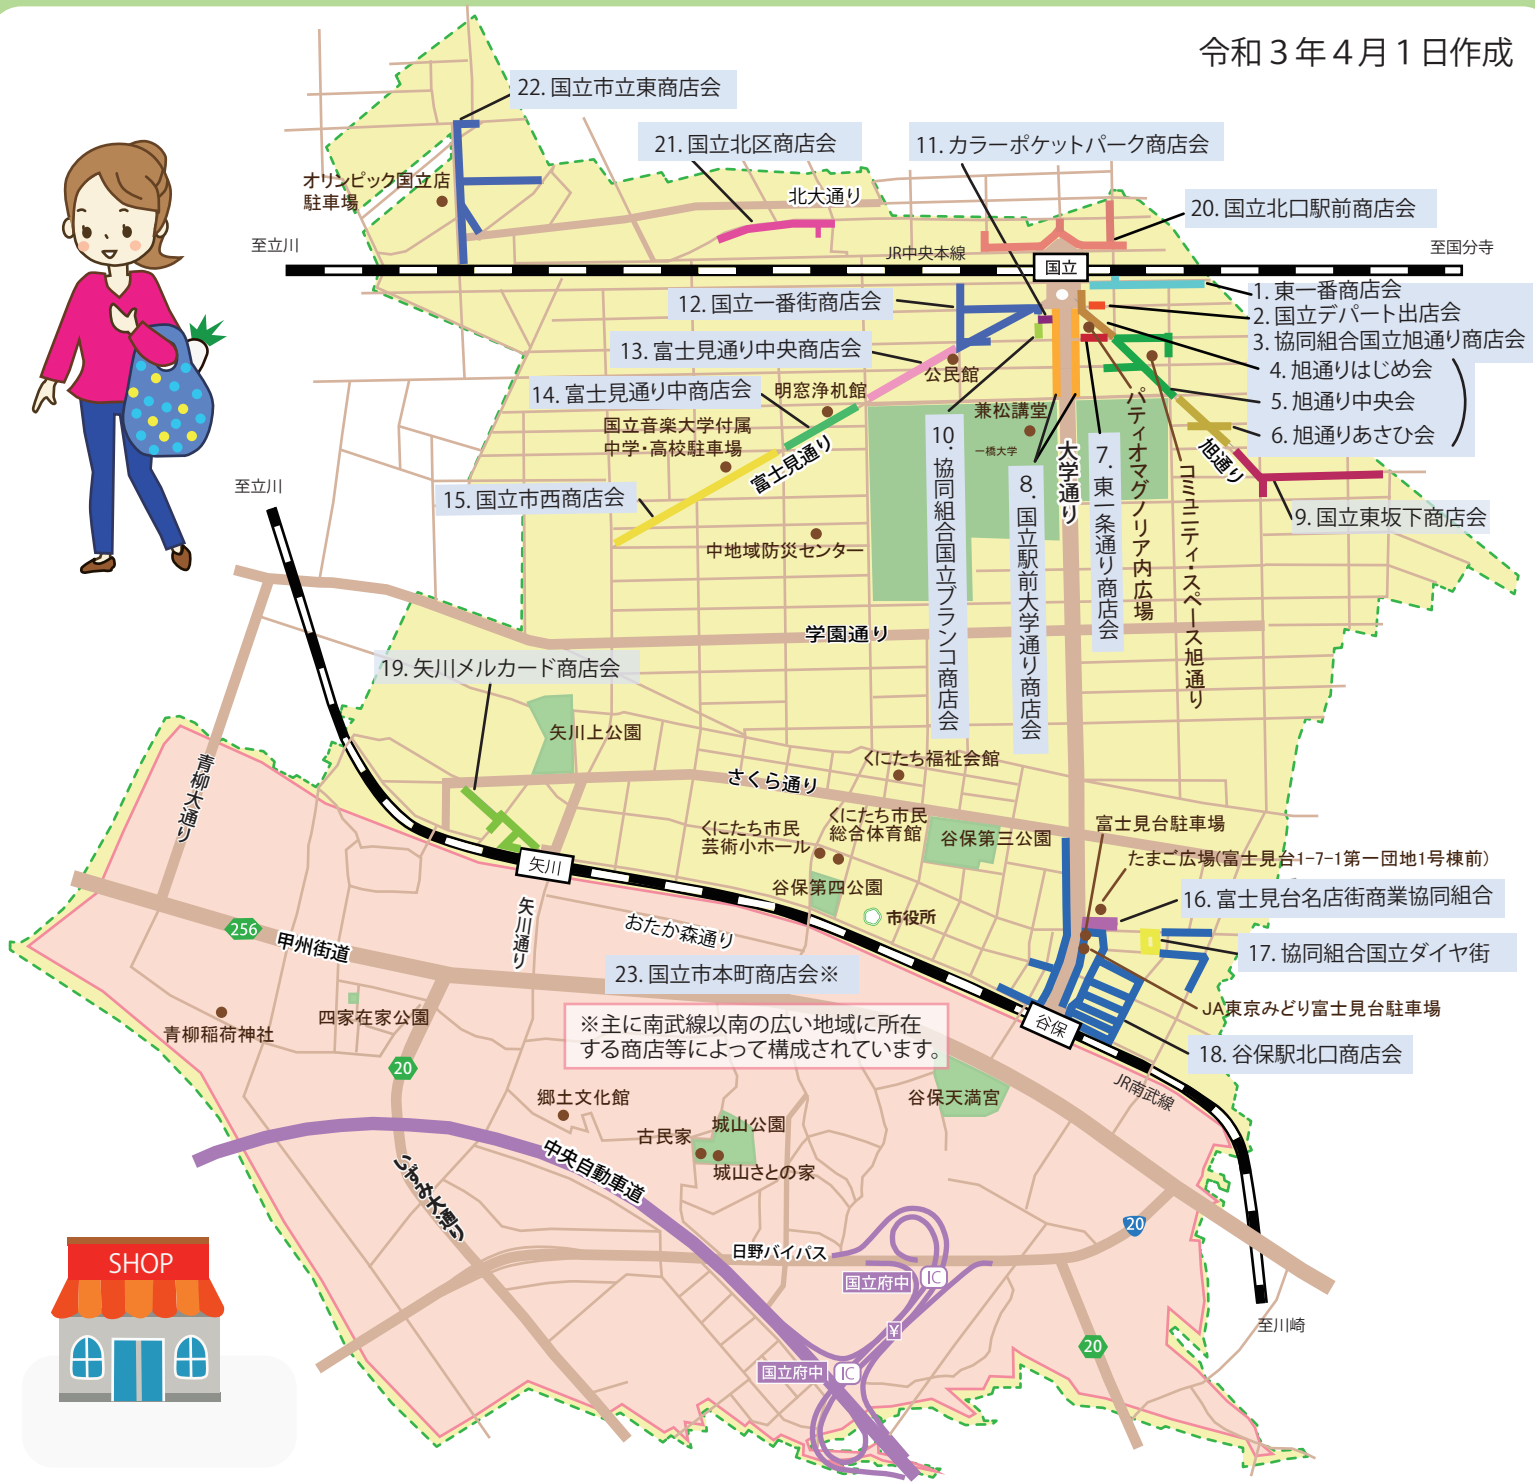 令和３年４月１日作成
22. 国立市立東商店会
21. 国立北区商店会
11. カラーポケットパーク商店会
オリンピック国立店
駐車場
北大通り
20. 国立北口駅前商店会
至立川
JR中央本線
国立
至国分寺
1. 東一番商店会
2. 国立デパート出店会
3. 協同組合国立旭通り商店会
4. 旭通りはじめ会
5. 旭通り中央会
6. 旭通りあさひ会
12. 国立一番街商店会
13. 富士見通り中央商店会
公民館
14. 富士見通り中商店会
明窓浄机館
国立音楽大学付属
中学・高校駐車場
富士見通り
兼松講堂
一橋大学
大学通り
旭通り
パティオマグノリア内広場
コミュニティ・スペース旭通り
7. 東一条通り商店会
8. 国立駅前大学通り商店会
10. 協同組合国立ブランコ商店会
9. 国立東坂下商店会
至立川
15. 国立市西商店会
中地域防災センター
学園通り
19. 矢川メルカード商店会
矢川上公園
青柳大通り
さくら通り
くにたち福祉会館
くにたち市民
総合体育館
くにたち市民
芸術小ホール
谷保第三公園
富士見台駐車場
たまご広場(富士見台1-7-1第一団地1号棟前)
矢川
谷保第四公園
市役所
16. 富士見台名店街商業協同組合
17. 協同組合国立ダイヤ街
256
甲州街道
矢川通り
おたか森通り
23. 国立市本町商店会※
※主に南武線以南の広い地域に所在
する商店等によって構成されています。
JA東京みどり富士見台駐車場
谷保
18. 谷保駅北口商店会
青柳稲荷神社
四家在家公園
20
JR南武線
郷土文化館
谷保天満宮
古民家
城山公園
城山さとの家
中央自動車道
いずみ大通り
20
日野バイパス
国立府中
IC
SHOP
¥
至川崎
20
国立府中
IC